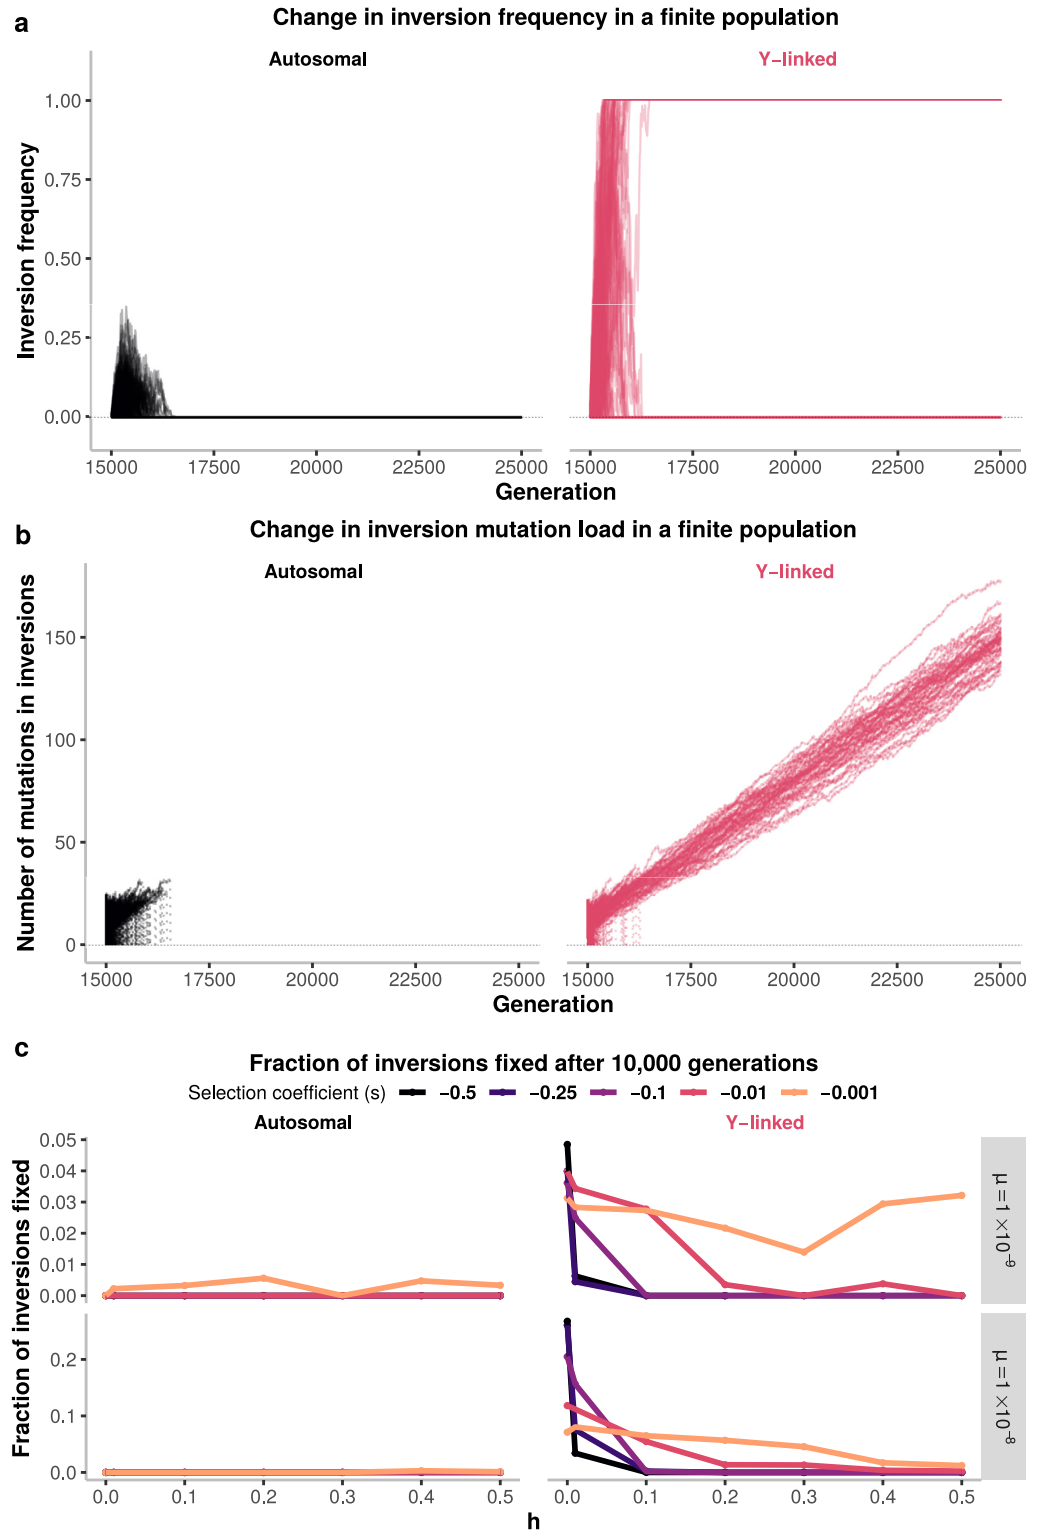 a
Change in inversion frequency in a finite population
Autosomal
Y−linked
Inversion frequency
1.00
0.75
0.50
0.25
0.00
15000 17500 20000 22500 25000
15000 17500 20000 22500 25000
Generation
b
Change in inversion mutation load in a finite population
Autosomal
Y−linked
Number of mutations in inversions
150
100
50
0
15000 17500 20000 22500 25000
15000 17500 20000 22500 25000
Generation
c
Fraction of inversions fixed after 10,000 generations
Selection coefficient (s) −0.5 −0.25 −0.1 −0.01 −0.001
Autosomal
Y−linked
Fraction of inversions fixed
0.05
0.04
0.03
0.02
0.01
0.00
μ = 1 ×10⁻⁹
0.2
0.1
0.0
μ = 1 ×10⁻⁸
0.0 0.1 0.2 0.3 0.4 0.5
0.0 0.1 0.2 0.3 0.4 0.5
h